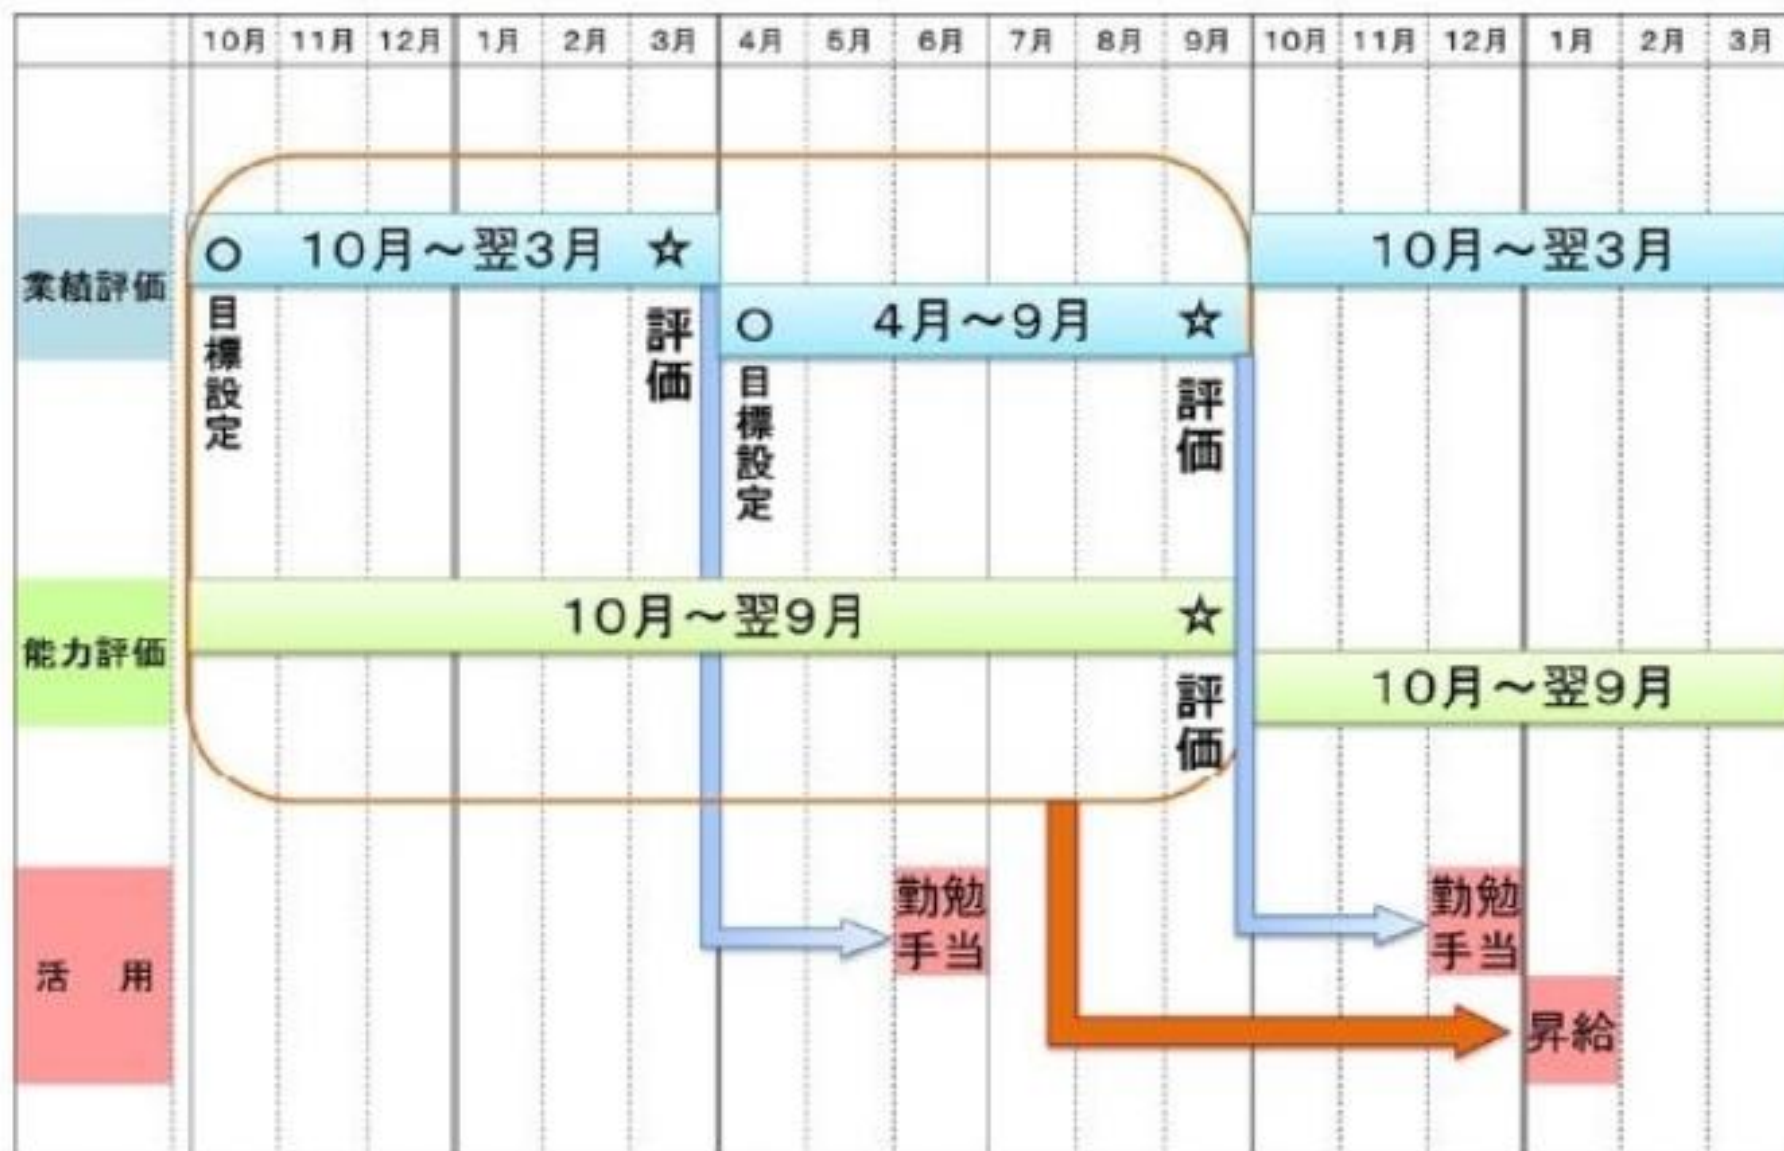 10月 11月 12月 1月 2月 3月 4月 5月 6月 7月 8月 9月 10月 11月 12月 1月 2月 3月
業績評価
○ 10月～翌3月 ☆
10月～翌3月
目標設定
評価
○ 4月～9月 ☆
目標設定
評価
能力評価
10月～翌9月 ☆
評価
10月～翌9月
活 用
勤勉
手当
勤勉
手当
昇給